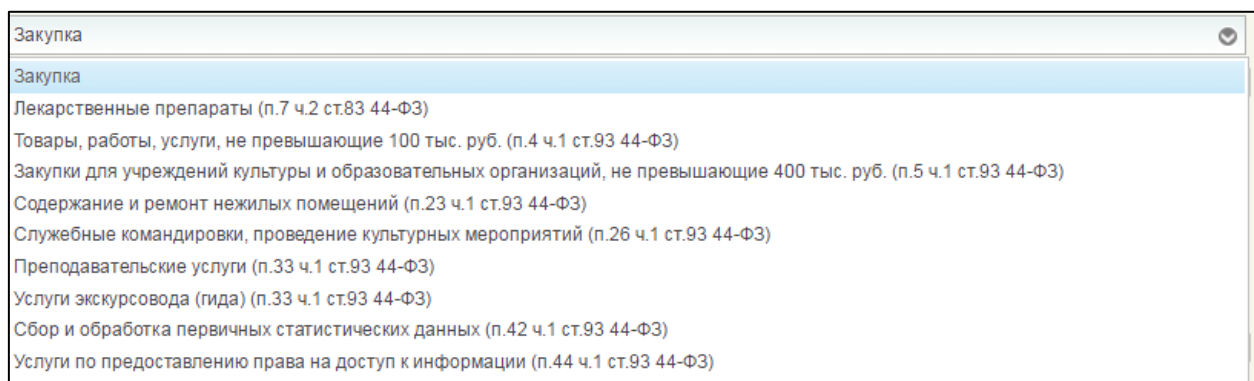 Закупка
Закупка
Лекарственные препараты (п.7 ч.2 ст.83 44-ФЗ)
Товары, работы, услуги, не превышающие 100 тыс. руб. (п.4 ч.1 ст.93 44-ФЗ)
Закупки для учреждений культуры и образовательных организаций, не превышающие 400 тыс. руб. (п.5 ч.1 ст.93 44-ФЗ)
Содержание и ремонт нежилых помещений (п.23 ч.1 ст.93 44-ФЗ)
Служебные командировки, проведение культурных мероприятий (п.26 ч.1 ст.93 44-ФЗ)
Преподавательские услуги (п.33 ч.1 ст.93 44-ФЗ)
Услуги экскурсовода (гида) (п.33 ч.1 ст.93 44-ФЗ)
Сбор и обработка первичных статистических данных (п.42 ч.1 ст.93 44-ФЗ)
Услуги по предоставлению права на доступ к информации (п.44 ч.1 ст.93 44-ФЗ)